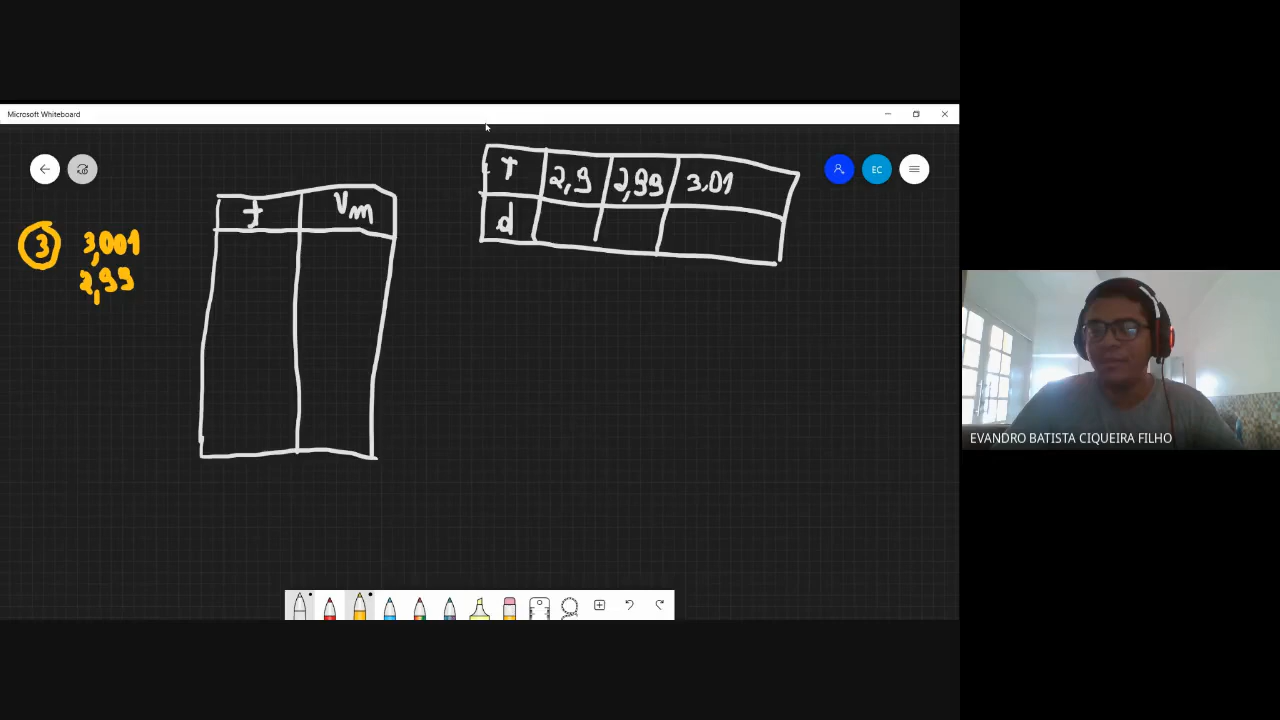 Microsoft Whiteboard
t 2,9 2,99 3,01
d
EC
t Vm
3 3,001
2,99
EVANDRO BATISTA CIQUEIRA FILHO